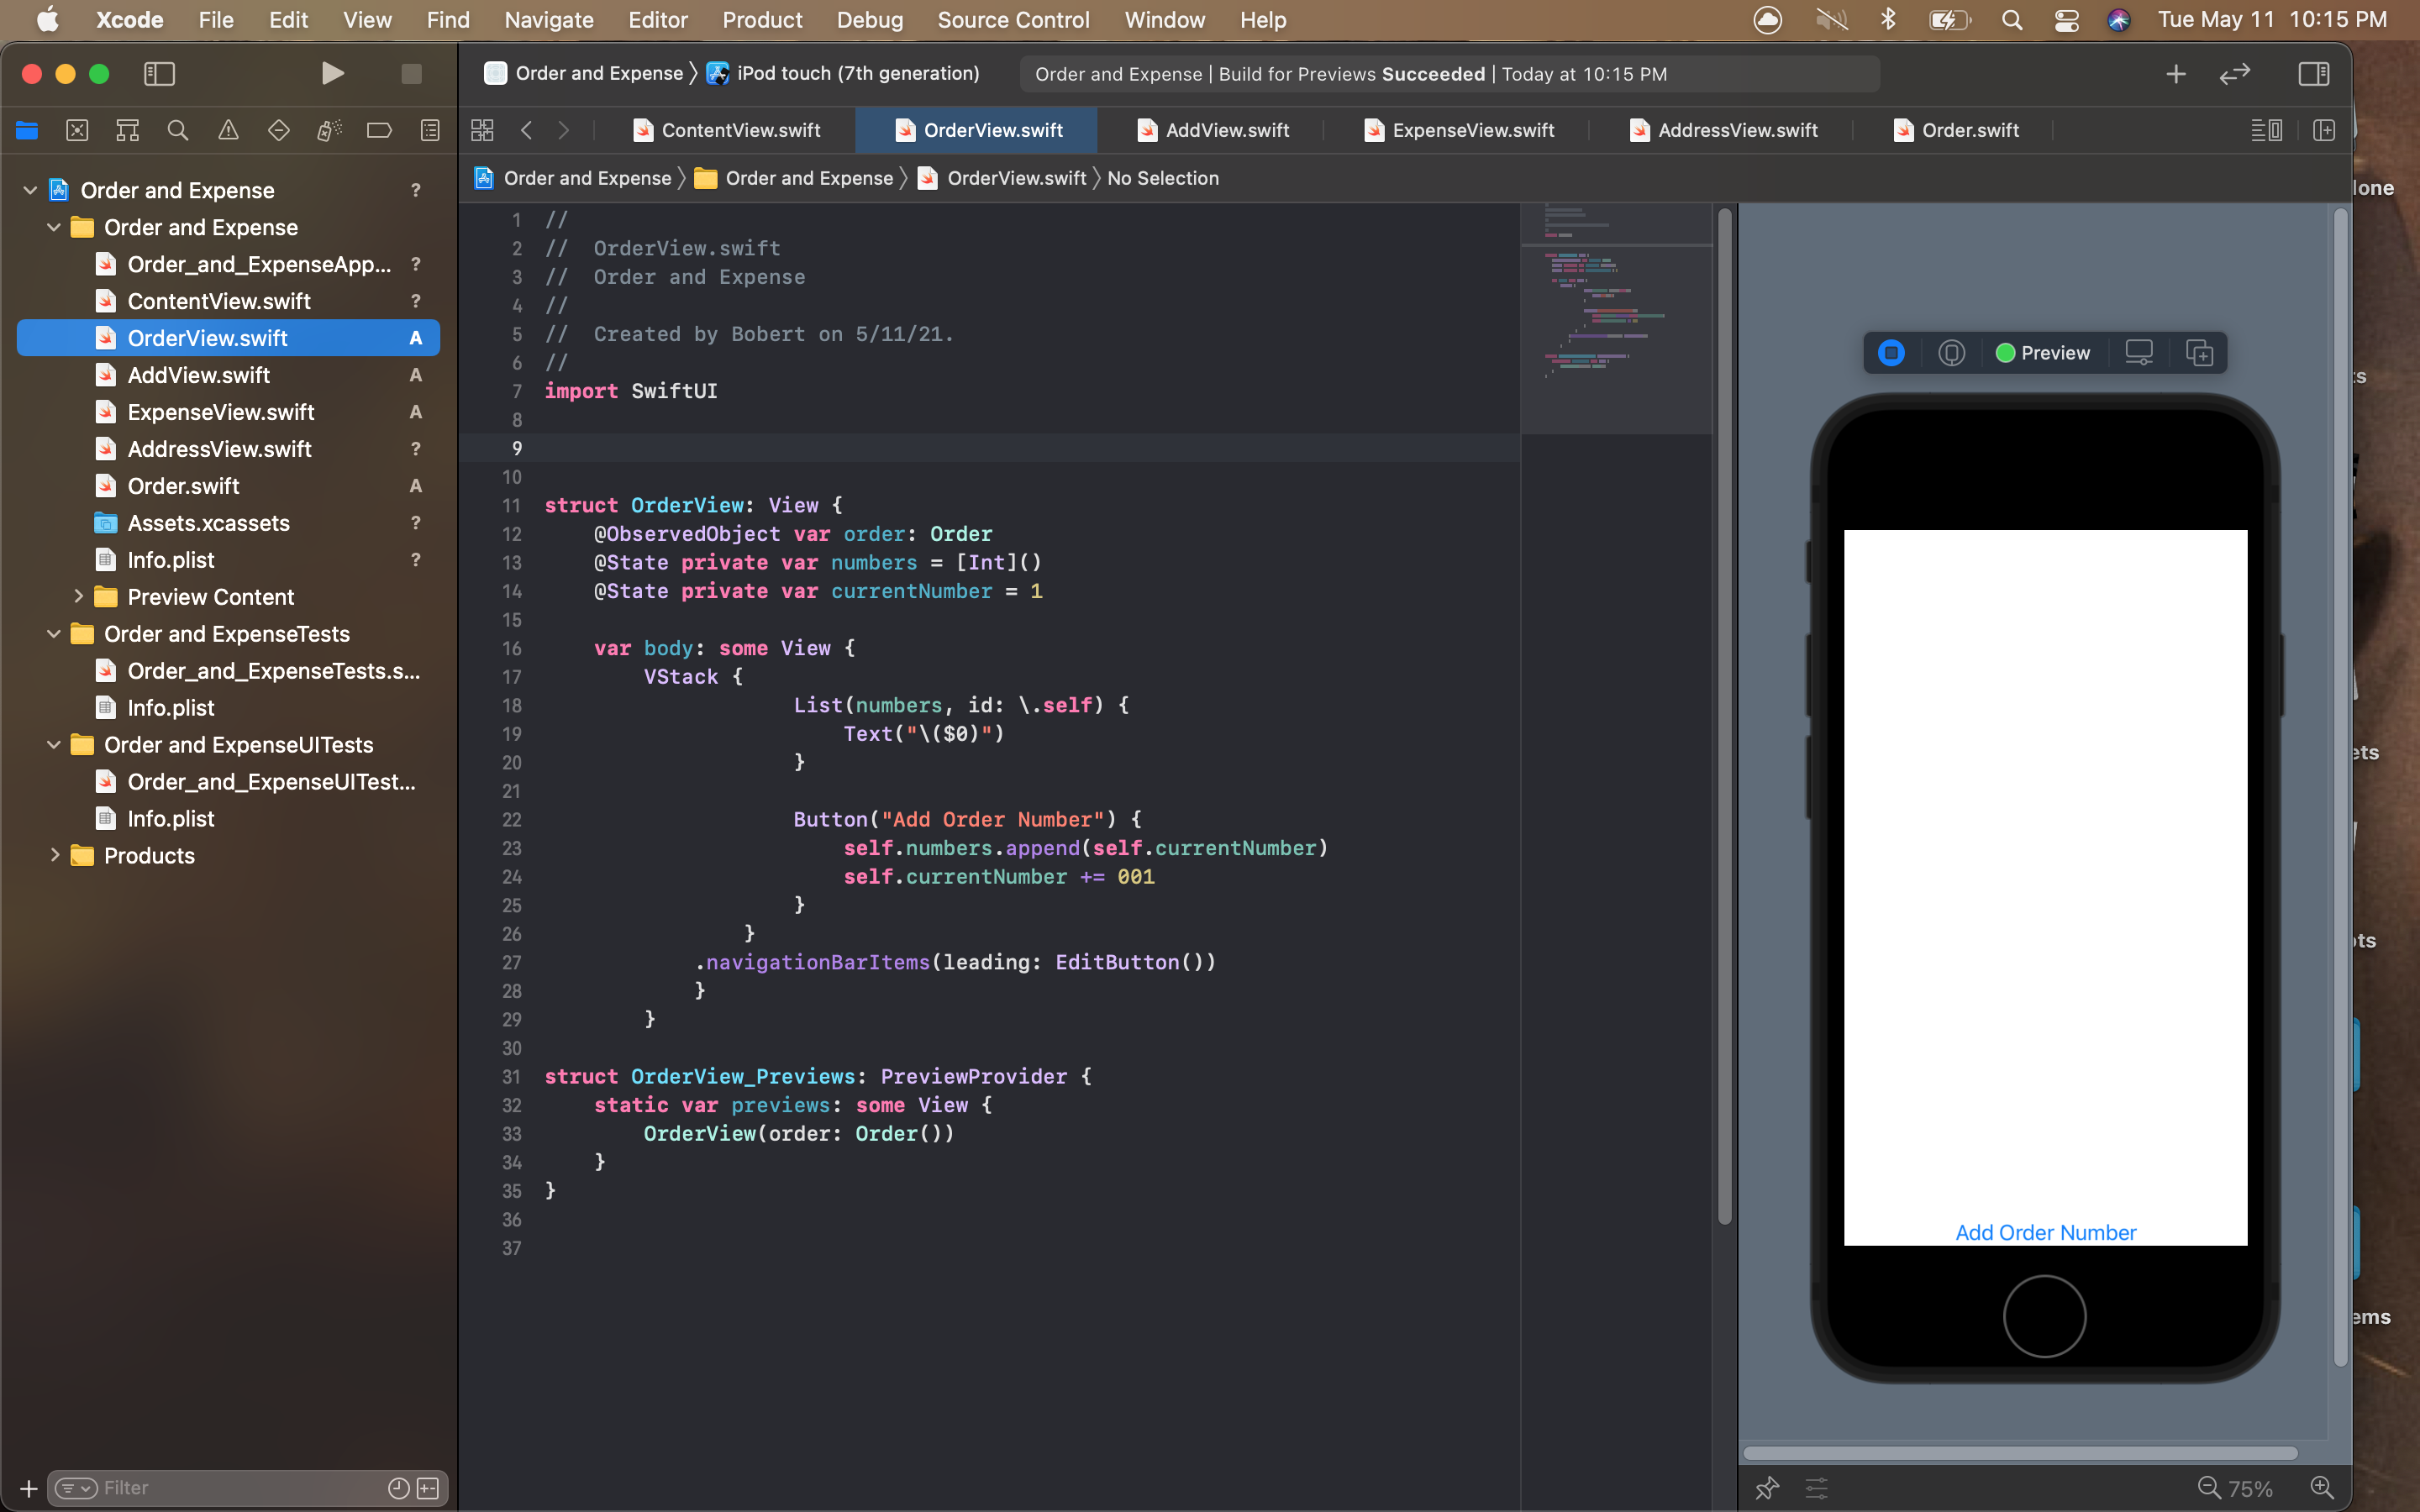 Xcode File Edit View Find Navigate Editor Product Debug Source Control Window Help Tue May 11 10:15 PM
Order and Expense 〉 iPod touch (7th generation) Order and Expense | Build for Previews Succeeded | Today at 10:15 PM
ContentView.swift OrderView.swift AddView.swift ExpenseView.swift AddressView.swift Order.swift
Order and Expense 〉 Order and Expense 〉 OrderView.swift 〉 No Selection
Order and Expense ?
Order and Expense
Order_and_ExpenseApp... ?
ContentView.swift ?
OrderView.swift A
AddView.swift A
ExpenseView.swift A
AddressView.swift ?
Order.swift A
Assets.xcassets ?
Info.plist ?
Preview Content
Order and ExpenseTests
Order_and_ExpenseTests.s...
Info.plist
Order and ExpenseUITests
Order_and_ExpenseUITest...
Info.plist
Products
Filter
1 //
2 //  OrderView.swift
3 //  Order and Expense
4 //
5 //  Created by Bobert on 5/11/21.
6 //
7 import SwiftUI
8
9
10
11 struct OrderView: View {
12     @ObservedObject var order: Order
13     @State private var numbers = [Int]()
14     @State private var currentNumber = 1
15
16     var body: some View {
17         VStack {
18                     List(numbers, id: \.self) {
19                         Text("\($0)")
20                     }
21
22                     Button("Add Order Number") {
23                         self.numbers.append(self.currentNumber)
24                         self.currentNumber += 001
25                     }
26                 }
27             .navigationBarItems(leading: EditButton())
28             }
29         }
30
31 struct OrderView_Previews: PreviewProvider {
32     static var previews: some View {
33         OrderView(order: Order())
34     }
35 }
36
37
Preview
Add Order Number
75%
lone
ts
ets
ots
ems